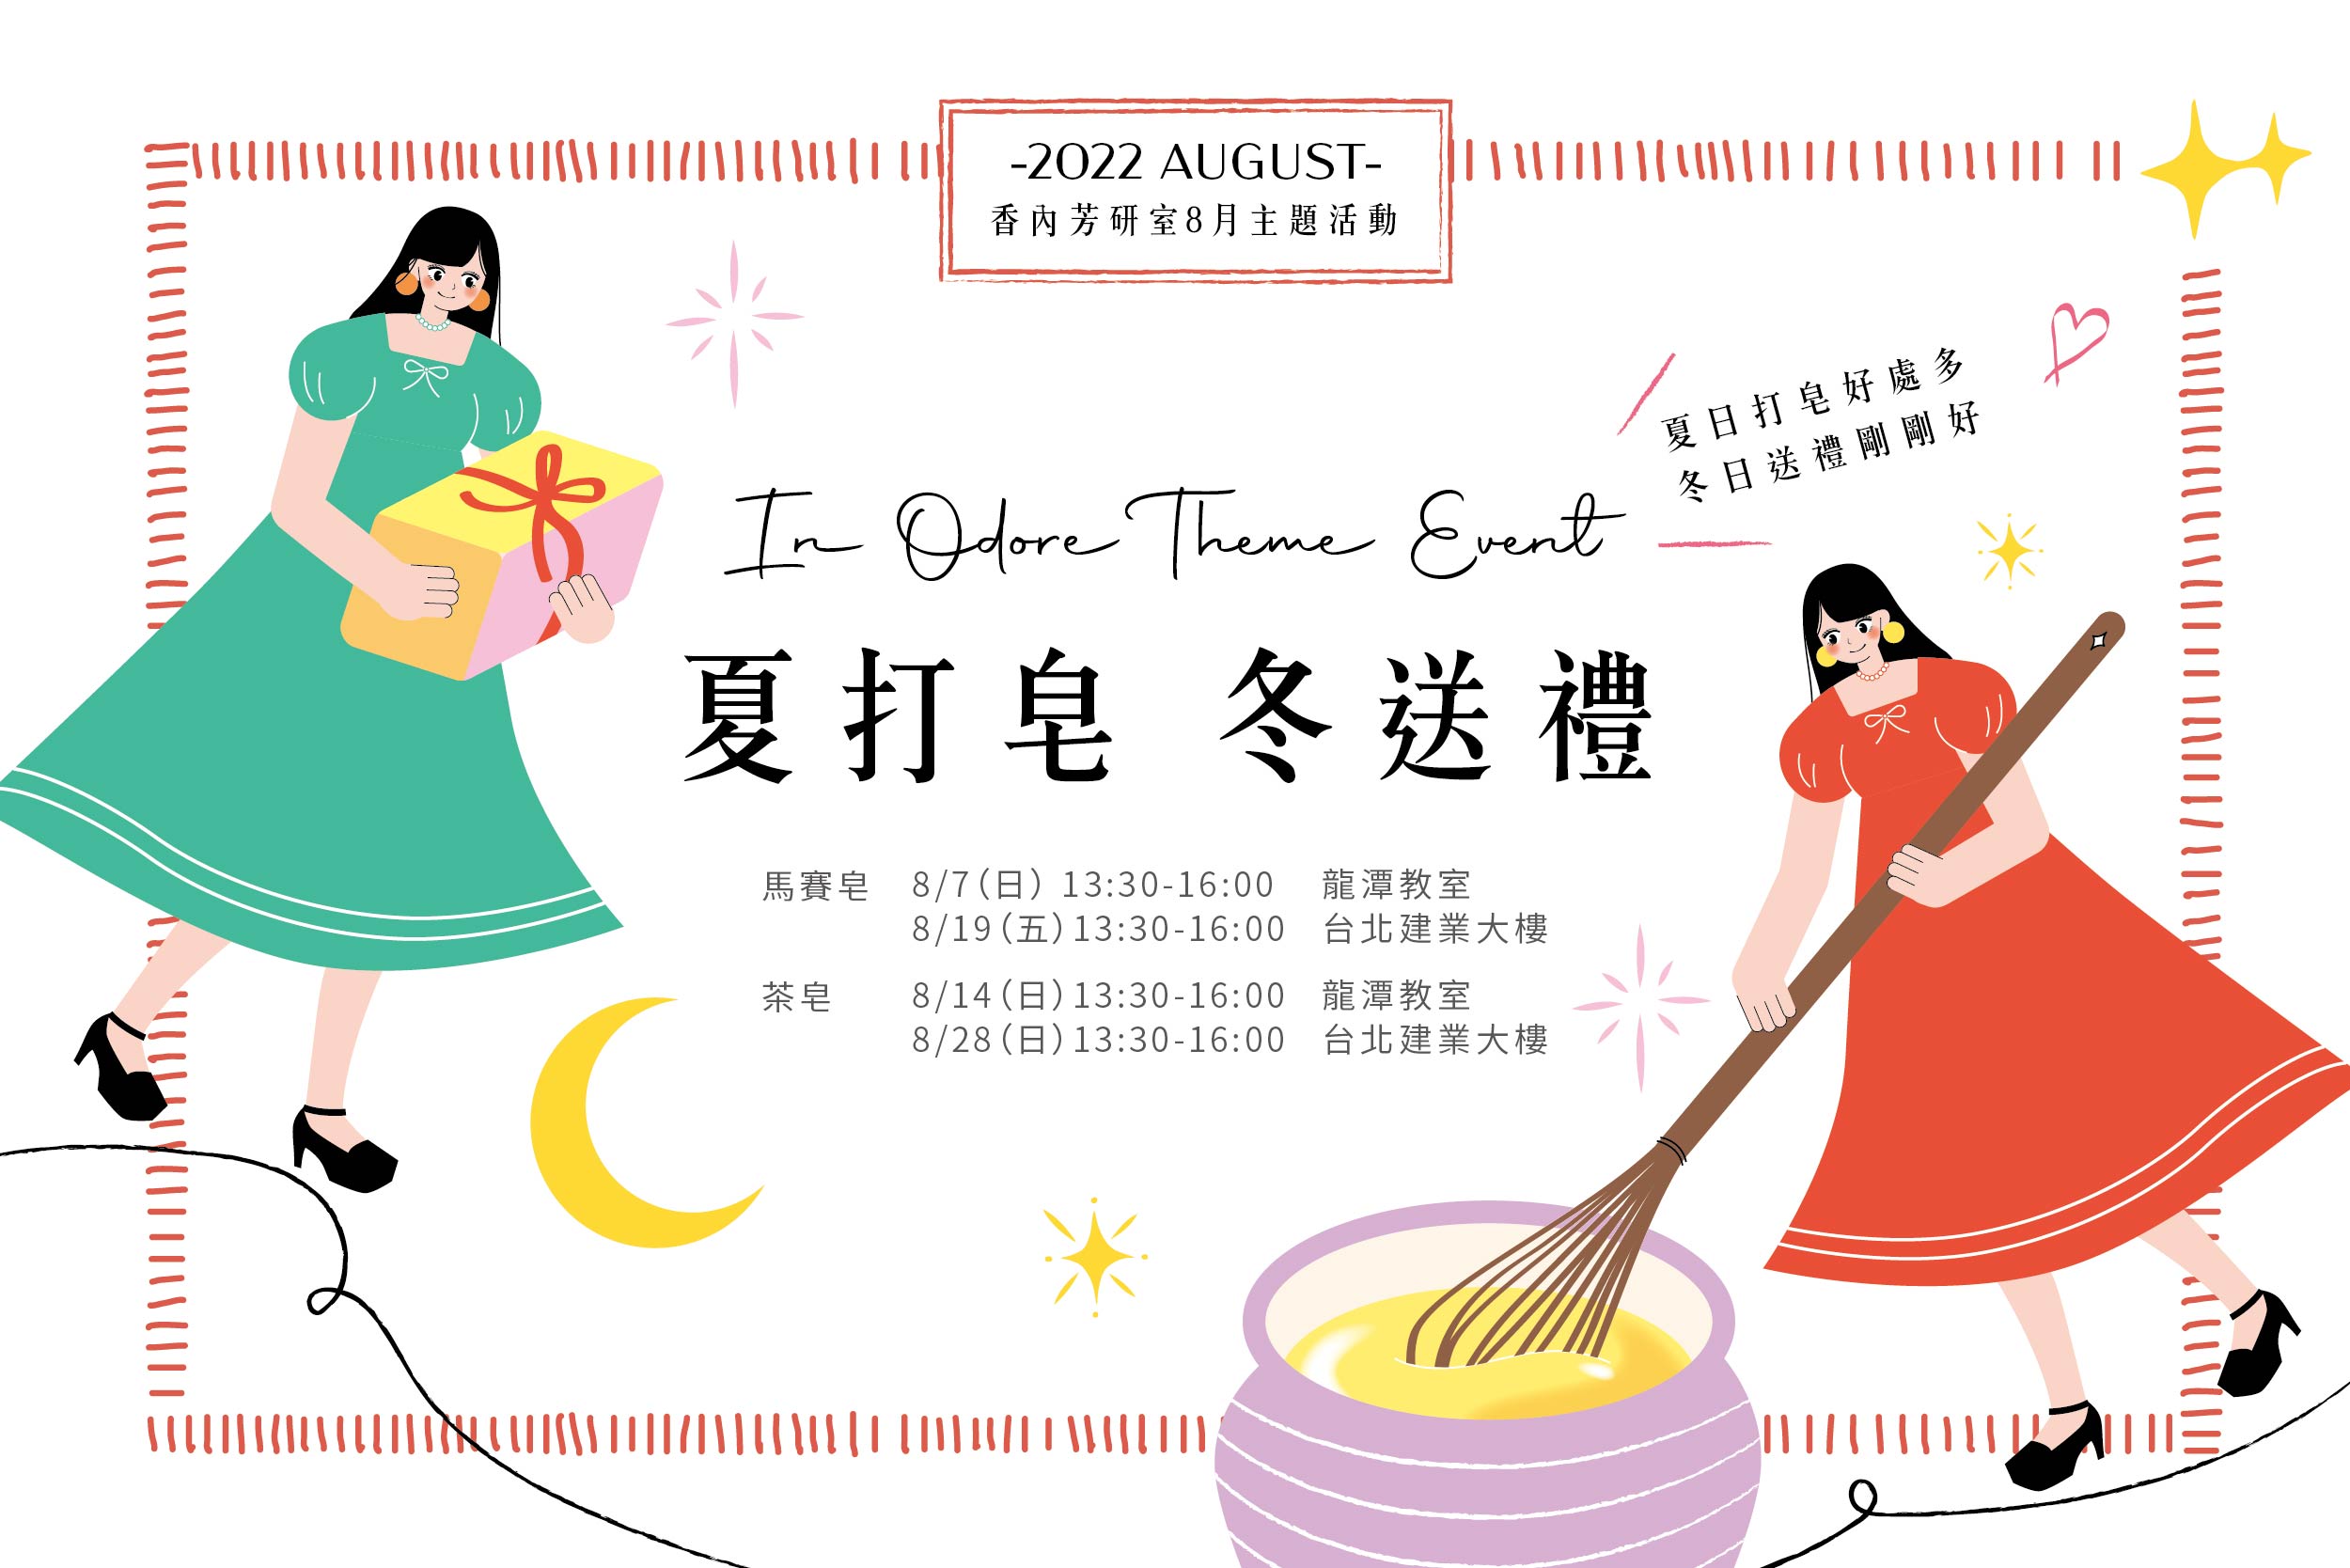 -2022 AUGUST-
香內芳研室8月主題活動
夏日打皂好處多
冬日送禮剛剛好
In Odore Theme Event
夏打皂 冬送禮
馬賽皂 8/7(日) 13:30-16:00 龍潭教室
8/19(五)13:30-16:00 台北建業大樓
茶皂 8/14(日)13:30-16:00 龍潭教室
8/28(日)13:30-16:00 台北建業大樓